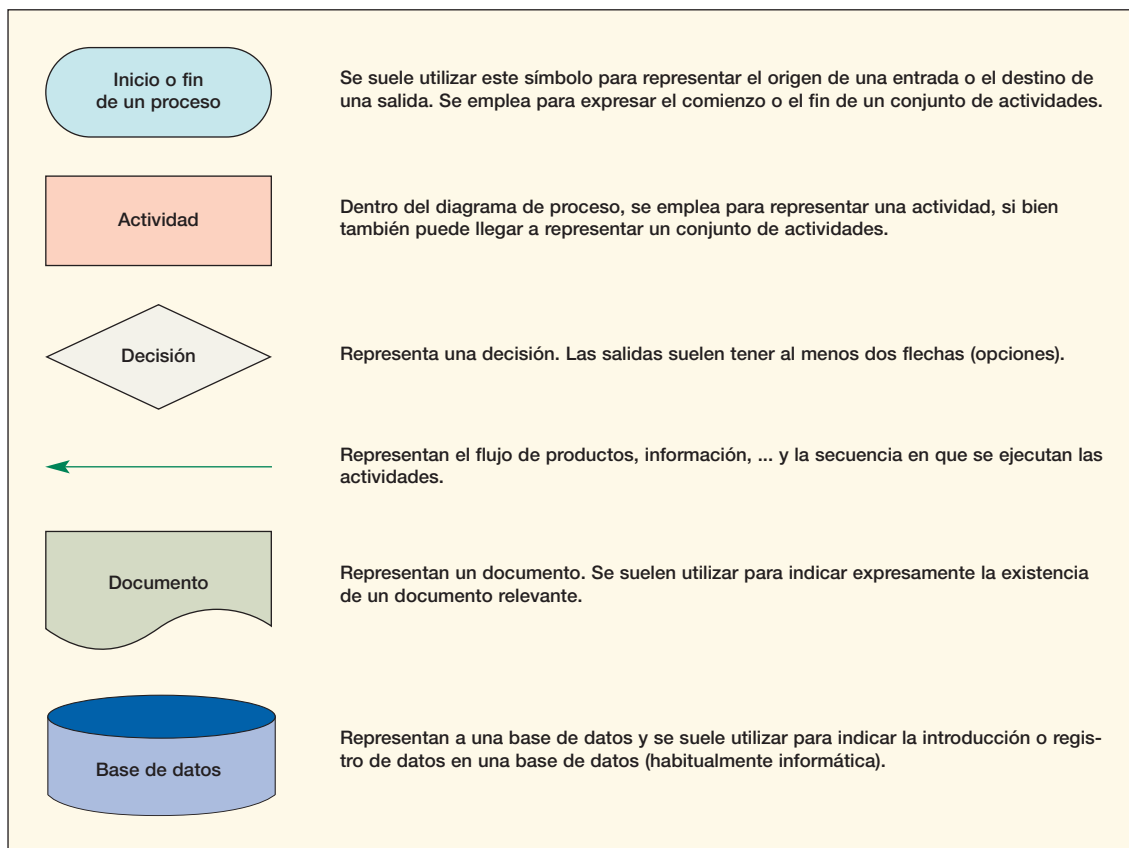 Inicio o fin
de un proceso
Se suele utilizar este símbolo para representar el origen de una entrada o el destino de
una salida. Se emplea para expresar el comienzo o el fin de un conjunto de actividades.
Actividad
Dentro del diagrama de proceso, se emplea para representar una actividad, si bien
también puede llegar a representar un conjunto de actividades.
Decisión
Representa una decisión. Las salidas suelen tener al menos dos flechas (opciones).
Representan el flujo de productos, información, ... y la secuencia en que se ejecutan las
actividades.
Documento
Representan un documento. Se suelen utilizar para indicar expresamente la existencia
de un documento relevante.
Base de datos
Representan a una base de datos y se suele utilizar para indicar la introducción o regis-
tro de datos en una base de datos (habitualmente informática).